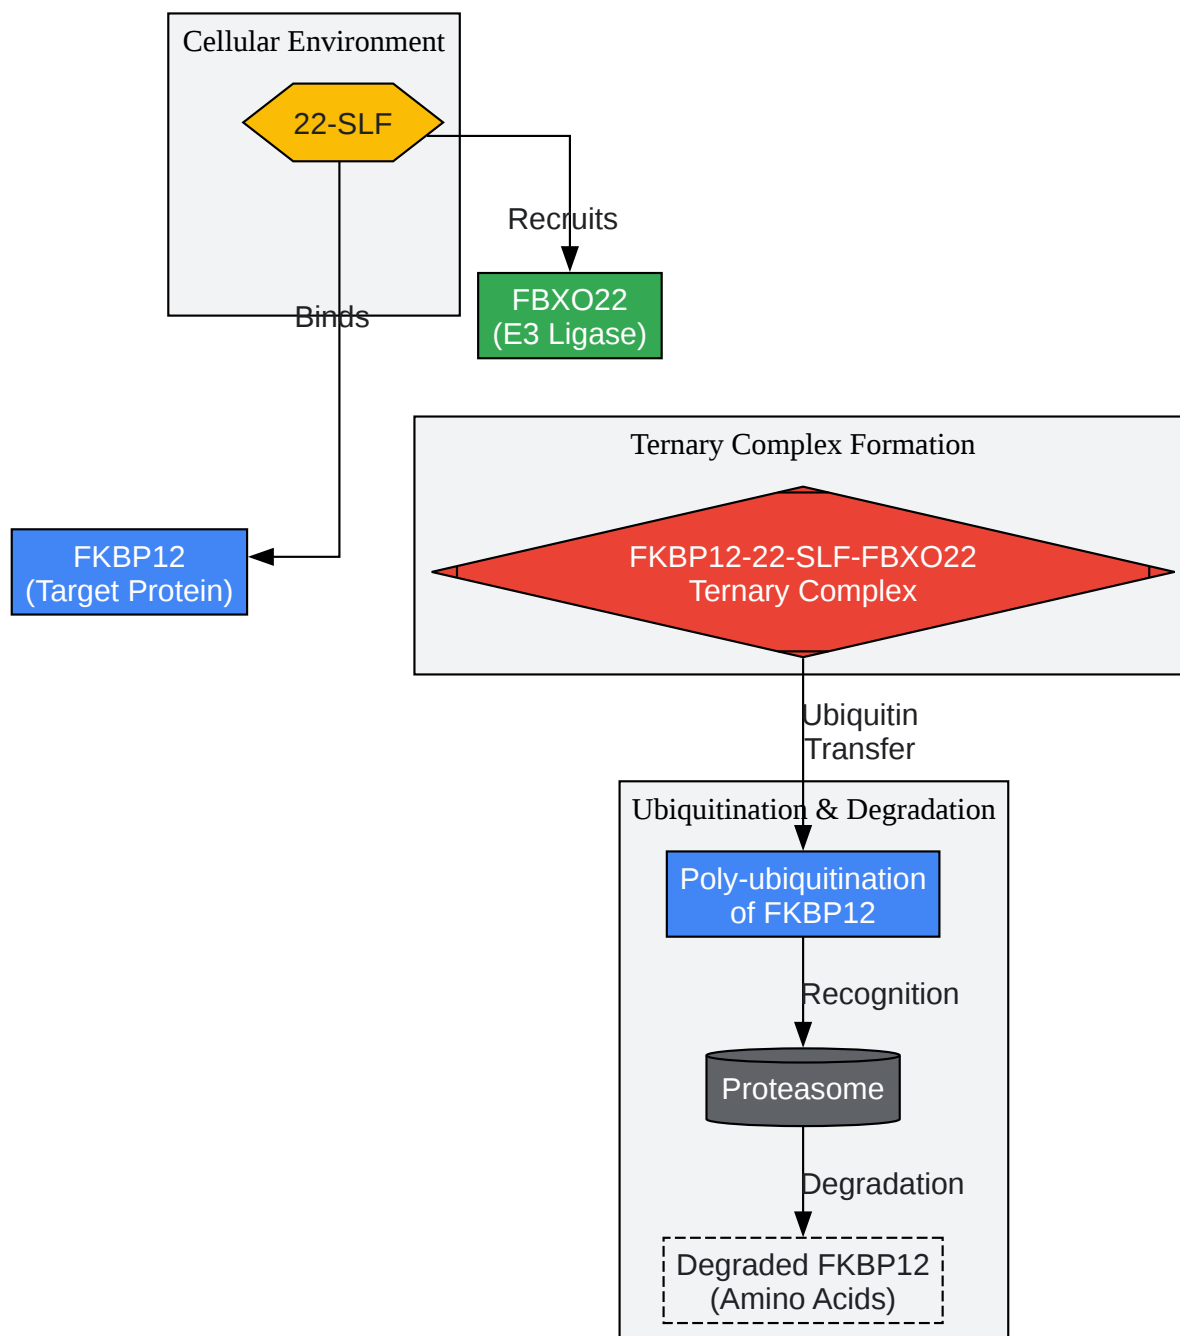 Cellular Environment
22-SLF
Recruits
FBXO22
(E3 Ligase)
Binds
Ternary Complex Formation
FKBP12
(Target Protein)
FKBP12-22-SLF-FBXO22
Ternary Complex
Ubiquitin
Transfer
Ubiquitination & Degradation
Poly-ubiquitination
of FKBP12
Recognition
Proteasome
Degradation
Degraded FKBP12
(Amino Acids)